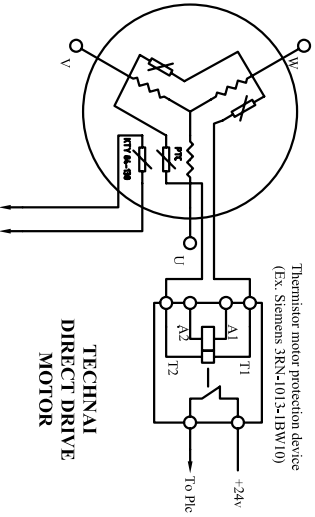 V
W
PTC
KTY 84-130
U
Thermistor motor protection device
(Ex. Siemens 3RN-1013-1BW10)
A2
A1
T2
T1
TECHNAI
DIRECT DRIVE
MOTOR
To Plc
+24v